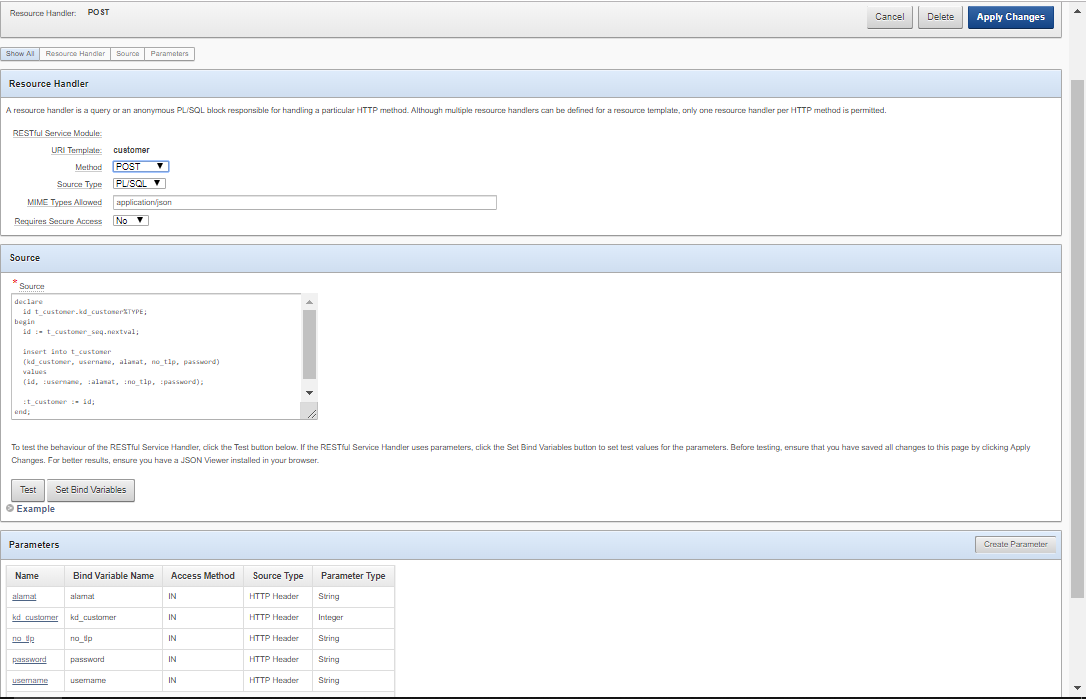 Resource Handler: POST
Cancel Delete Apply Changes
Show All Resource Handler Source Parameters
Resource Handler
A resource handler is a query or an anonymous PL/SQL block responsible for handling a particular HTTP method. Although multiple resource handlers can be defined for a resource template, only one resource handler per HTTP method is permitted.
RESTful Service Module:
URI Template: customer
Method POST
Source Type PL/SQL
MIME Types Allowed application/json
Requires Secure Access No
Source
* Source
declare
id t_customer.kd_customer%TYPE;
begin
id := t_customer_seq.nextval;
insert into t_customer
(kd_customer, username, alamat, no_tlp, password)
values
(id, :username, :alamat, :no_tlp, :password);
:t_customer := id;
end;
To test the behaviour of the RESTful Service Handler, click the Test button below. If the RESTful Service Handler uses parameters, click the Set Bind Variables button to set test values for the parameters. Before testing, ensure that you have saved all changes to this page by clicking Apply
Changes. For better results, ensure you have a JSON Viewer installed in your browser.
Test Set Bind Variables
Example
Parameters Create Parameter
Name Bind Variable Name Access Method Source Type Parameter Type
alamat alamat IN HTTP Header String
kd_customer kd_customer IN HTTP Header Integer
no_tlp no_tlp IN HTTP Header String
password password IN HTTP Header String
username username IN HTTP Header String